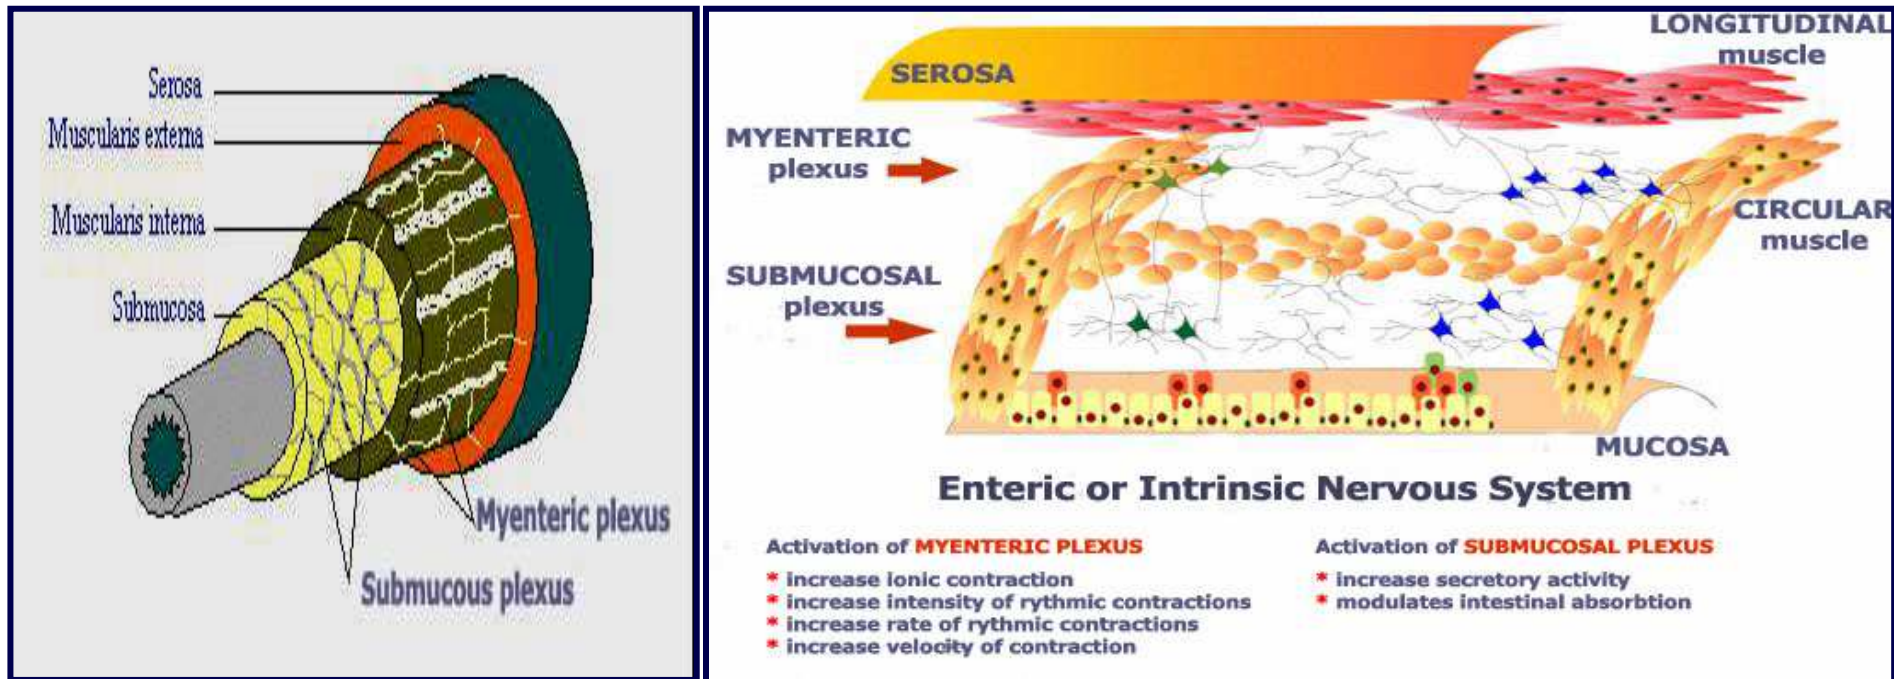 Serosa
Muscularis externa
Muscularis interna
Submucosa
Myenteric plexus
Submucous plexus
LONGITUDINAL
muscle
SEROSA
MYENTERIC
plexus
CIRCULAR
muscle
SUBMUCOSAL
plexus
MUCOSA
Enteric or Intrinsic Nervous System
Activation of MYENTERIC PLEXUS
* increase ionic contraction
* increase intensity of rythmic contractions
* increase rate of rythmic contractions
* increase velocity of contraction
Activation of SUBMUCOSAL PLEXUS
* increase secretory activity
* modulates intestinal absorbtion